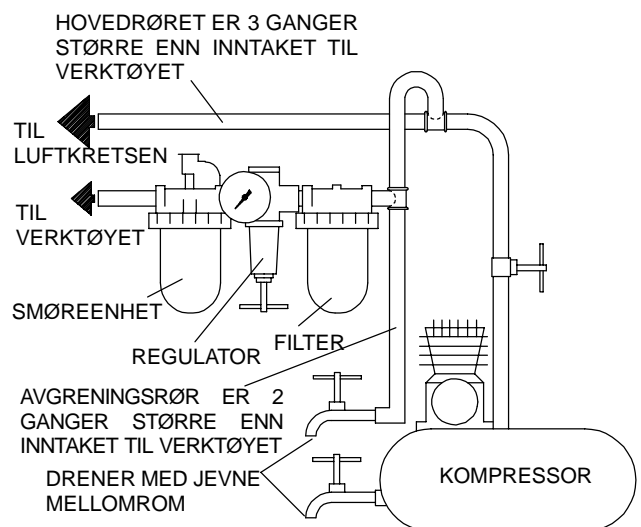 HOVEDRØRET ER 3 GANGER
STØRRE ENN INNTAKET TIL
VERKTØYET
TIL
LUFTKRETSEN
TIL
VERKTØYET
SMØREENHET
REGULATOR
FILTER
AVGRENINGSRØR ER 2
GANGER STØRRE ENN
INNTAKET TIL VERKTØYET
DRENER MED JEVNE
MELLOMROM
KOMPRESSOR